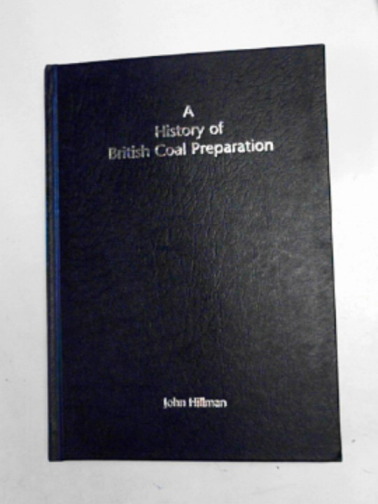 A
History of
British Coal Preparation
John Hillman